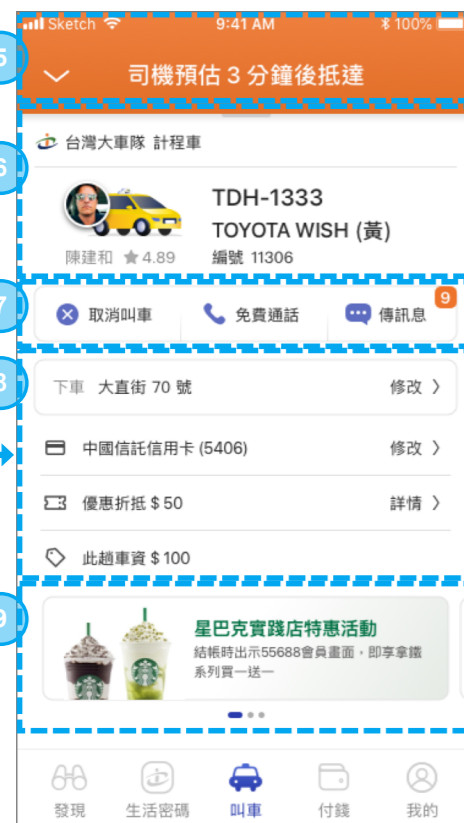 Sketch 9:41 AM 100%
5
司機預估 3 分鐘後抵達
台灣大車隊 計程車
6
TDH-1333
TOYOTA WISH (黃)
陳建和 ★4.89 編號 11306
7
取消叫車 免費通話 傳訊息 9
8
下車 大直街 70 號 修改 〉
中國信託信用卡 (5406) 修改 〉
優惠折抵 $ 50 詳情 〉
此趟車資 $ 100
9
星巴克實踐店特惠活動
結帳時出示55688會員畫面，即享拿鐵
系列買一送一
發現 生活密碼 叫車 付錢 我的